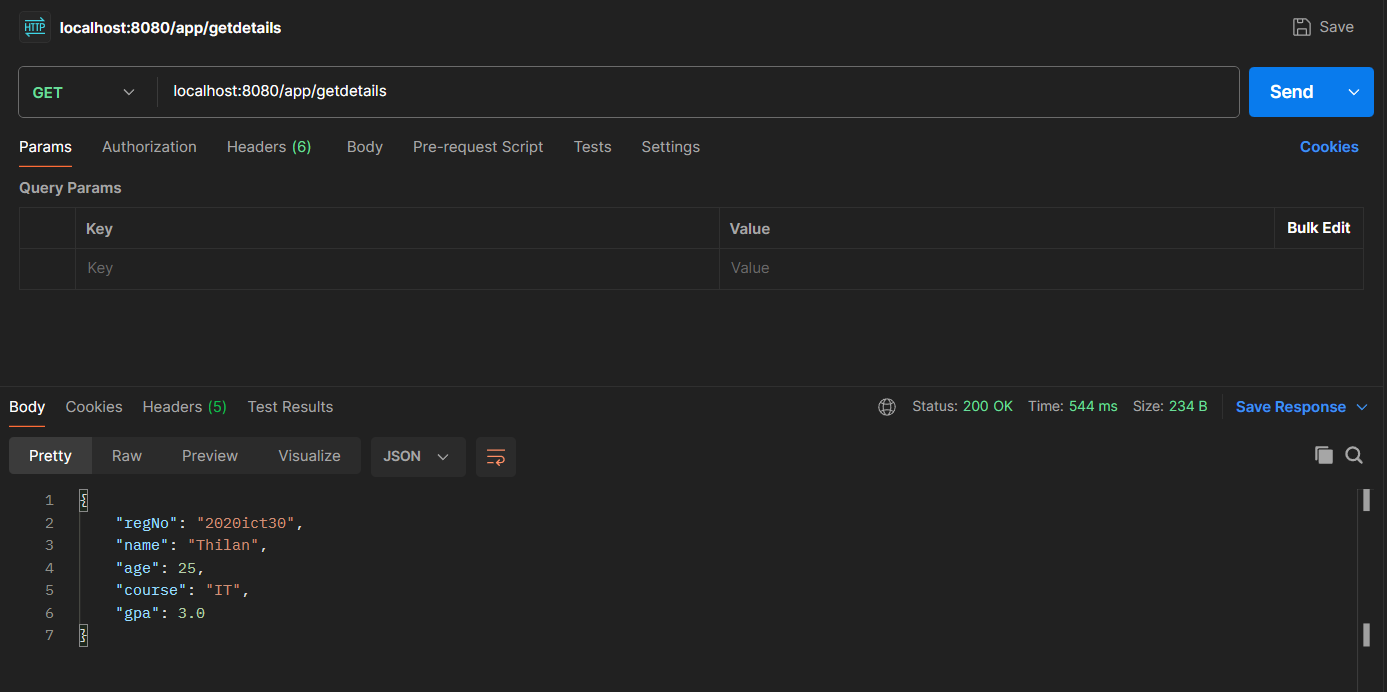 HTTP localhost:8080/app/getdetails Save
GET localhost:8080/app/getdetails Send
Params Authorization Headers (6) Body Pre-request Script Tests Settings Cookies
Query Params
Key Value Bulk Edit
Key Value
Body Cookies Headers (5) Test Results Status: 200 OK Time: 544 ms Size: 234 B Save Response
Pretty Raw Preview Visualize JSON
1 {
2 "regNo": "2020ict30",
3 "name": "Thilan",
4 "age": 25,
5 "course": "IT",
6 "gpa": 3.0
7 }